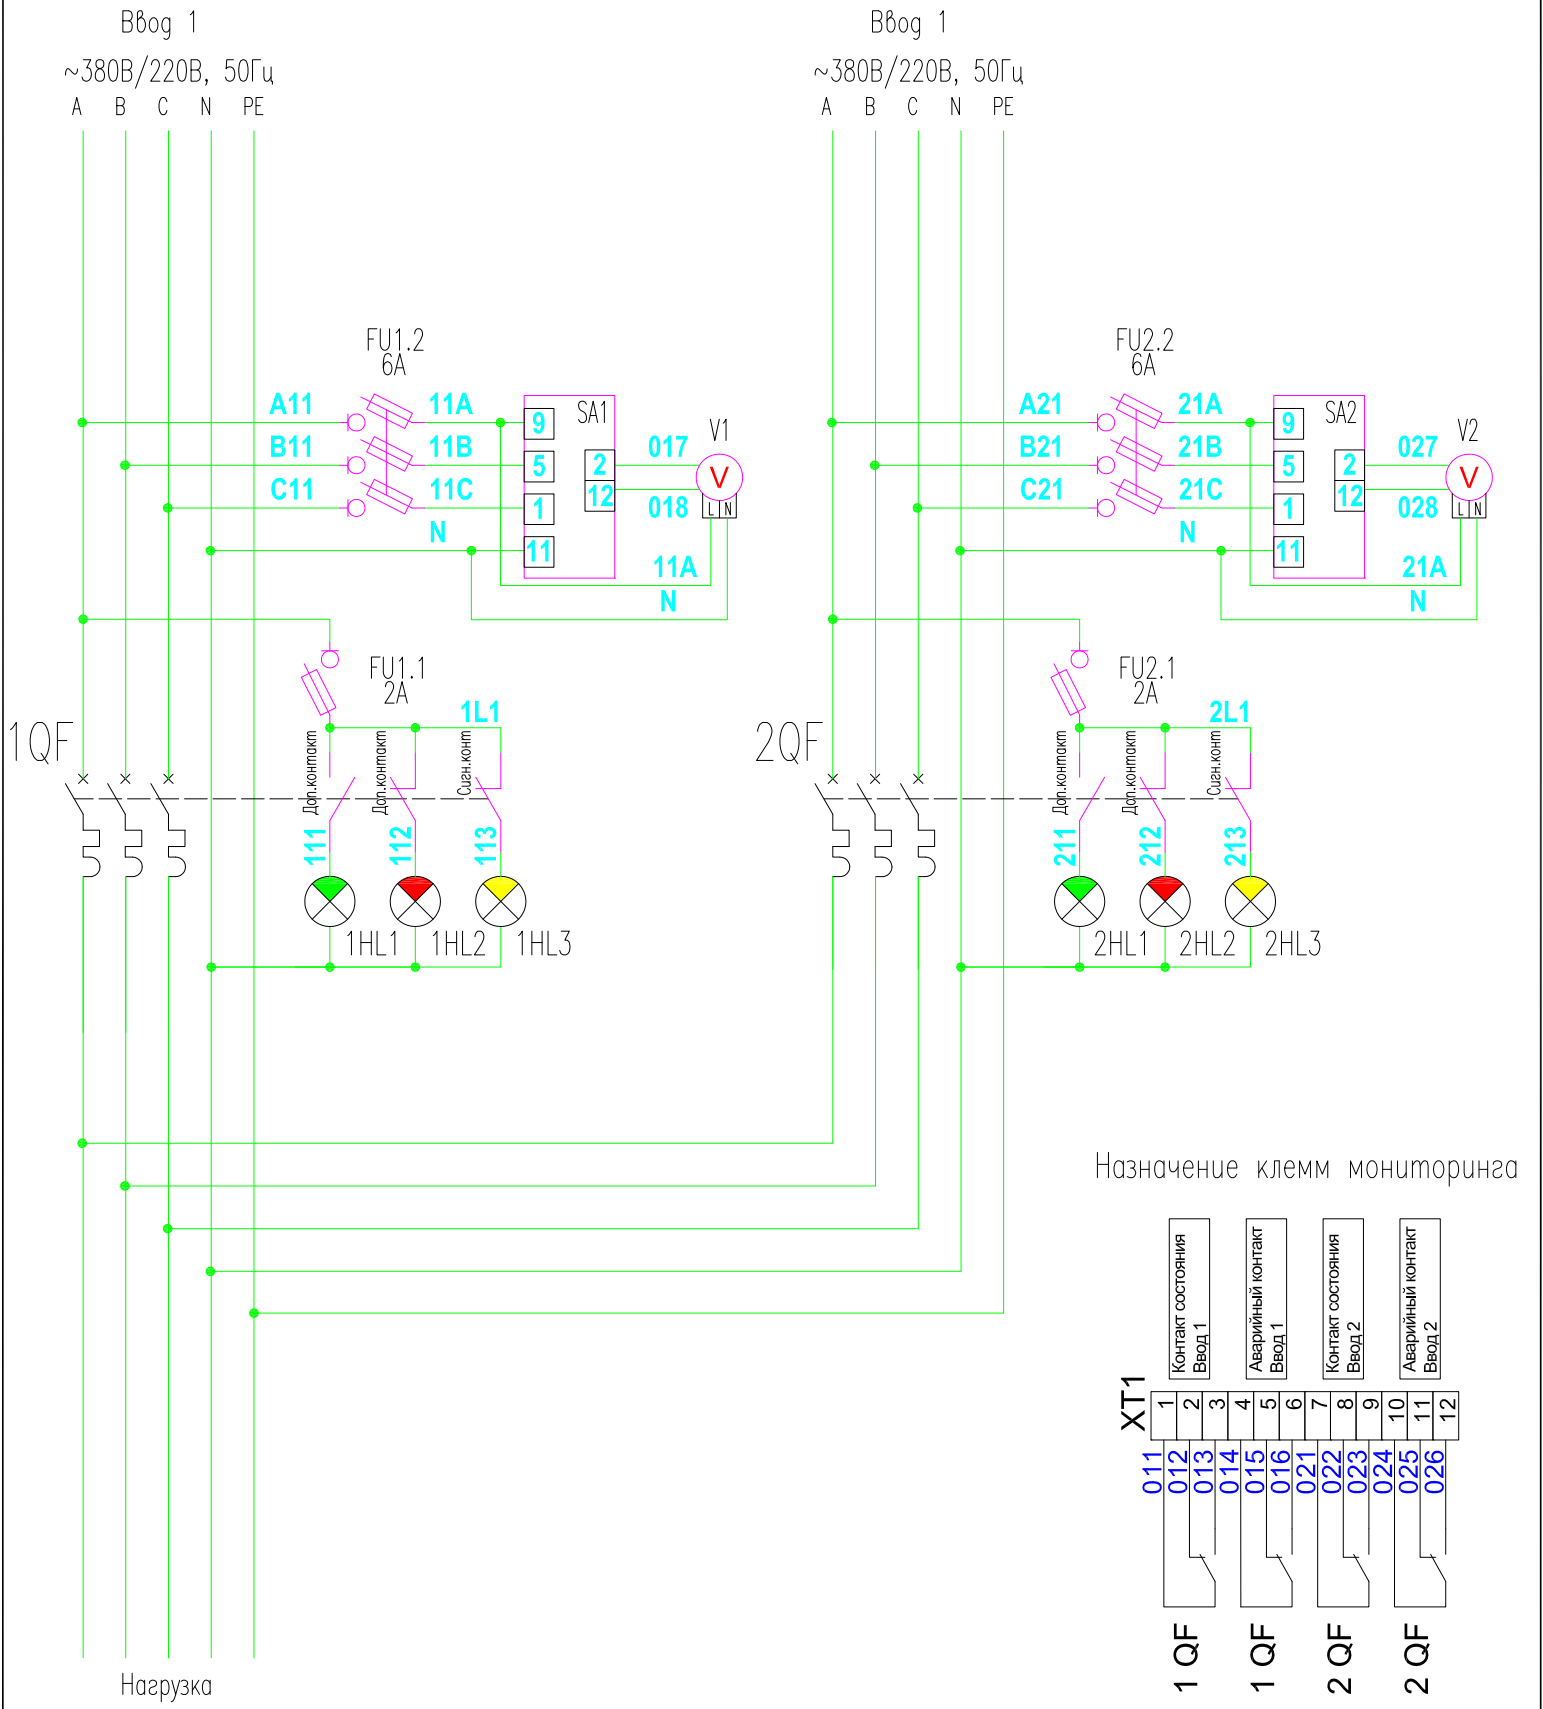 Ввод 1
~380В/220В, 50Гц
A B C N PE
Ввод 1
~380В/220В, 50Гц
A B C N PE
FU1.2
6A
A11 11A
B11 11B
C11 11C
N
SA1
9
5
1
11
2
12
017
018
V1
V
L N
11A
N
FU1.1
2A
1L1
1QF
Доп.контакт
Доп.контакт
Сигн.конт
111
112
113
1HL1 1HL2 1HL3
FU2.2
6A
A21 21A
B21 21B
C21 21C
N
SA2
9
5
1
11
2
12
027
028
V2
V
L N
21A
N
FU2.1
2A
2L1
2QF
Доп.контакт
Доп.контакт
Сигн.конт
211
212
213
2HL1 2HL2 2HL3
Назначение клемм мониторинга
Контакт состояния
Ввод 1
Аварийный контакт
Ввод 1
Контакт состояния
Ввод 2
Аварийный контакт
Ввод 2
XT1
1 2 3 4 5 6 7 8 9 10 11 12
011 012 013 014 015 016 021 022 023 024 025 026
1 QF
1 QF
2 QF
2 QF
Нагрузка